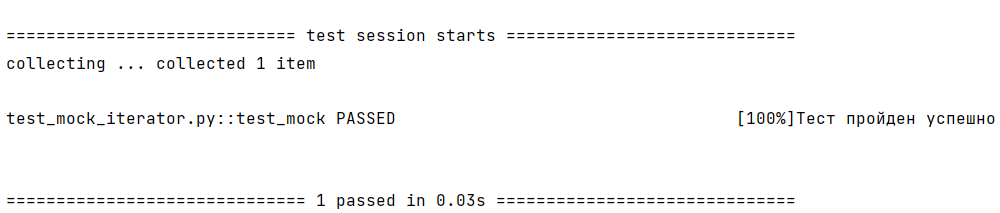 ============================= test session starts =============================
collecting ... collected 1 item
test_mock_iterator.py::test_mock PASSED                                  [100%]Тест пройден успешно
============================== 1 passed in 0.03s ==============================